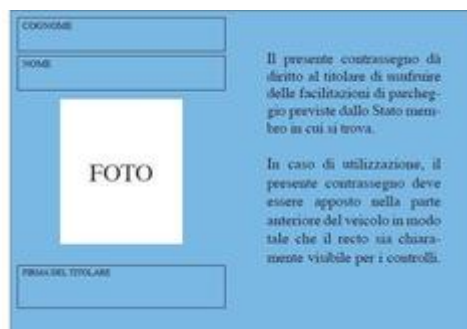 COGNOME
NOME
FOTO
FIRMA DEL TITOLARE
Il presente contrassegno dà
diritto al titolare di usufruire
delle facilitazioni di parcheg-
gio previste dallo Stato mem-
bro in cui si trova.
In caso di utilizzazione, il
presente contrassegno deve
essere apposto nella parte
anteriore del veicolo in modo
tale che il recto sia chiara-
mente visibile per i controlli.